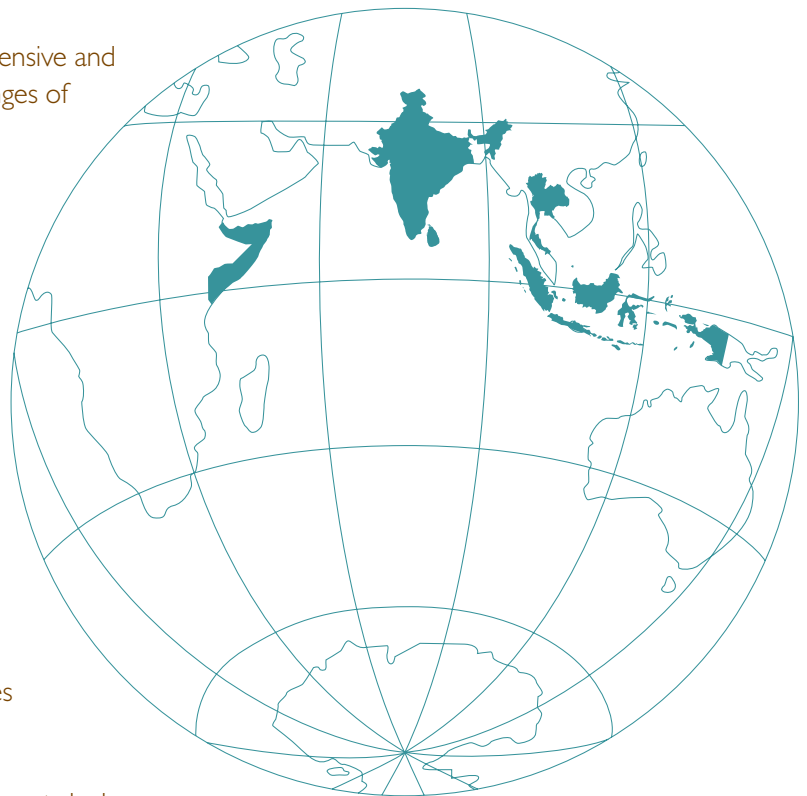 ensive and
ges of
es